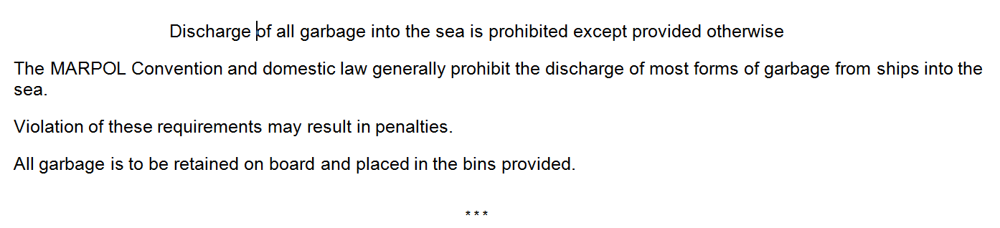 Discharge of all garbage into the sea is prohibited except provided otherwise
The MARPOL Convention and domestic law generally prohibit the discharge of most forms of garbage from ships into the
sea.
Violation of these requirements may result in penalties.
All garbage is to be retained on board and placed in the bins provided.
***